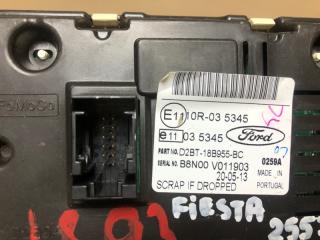 FoMoCo
E11 10R-03 5345
e11 03 5345
Ford
PART NO. D2BT-18B955-BC
SERIAL NO. B8N00 V011903
0259A
20-05-13
MADE IN
PORTUGAL
SCRAP IF DROPPED
FiESTA